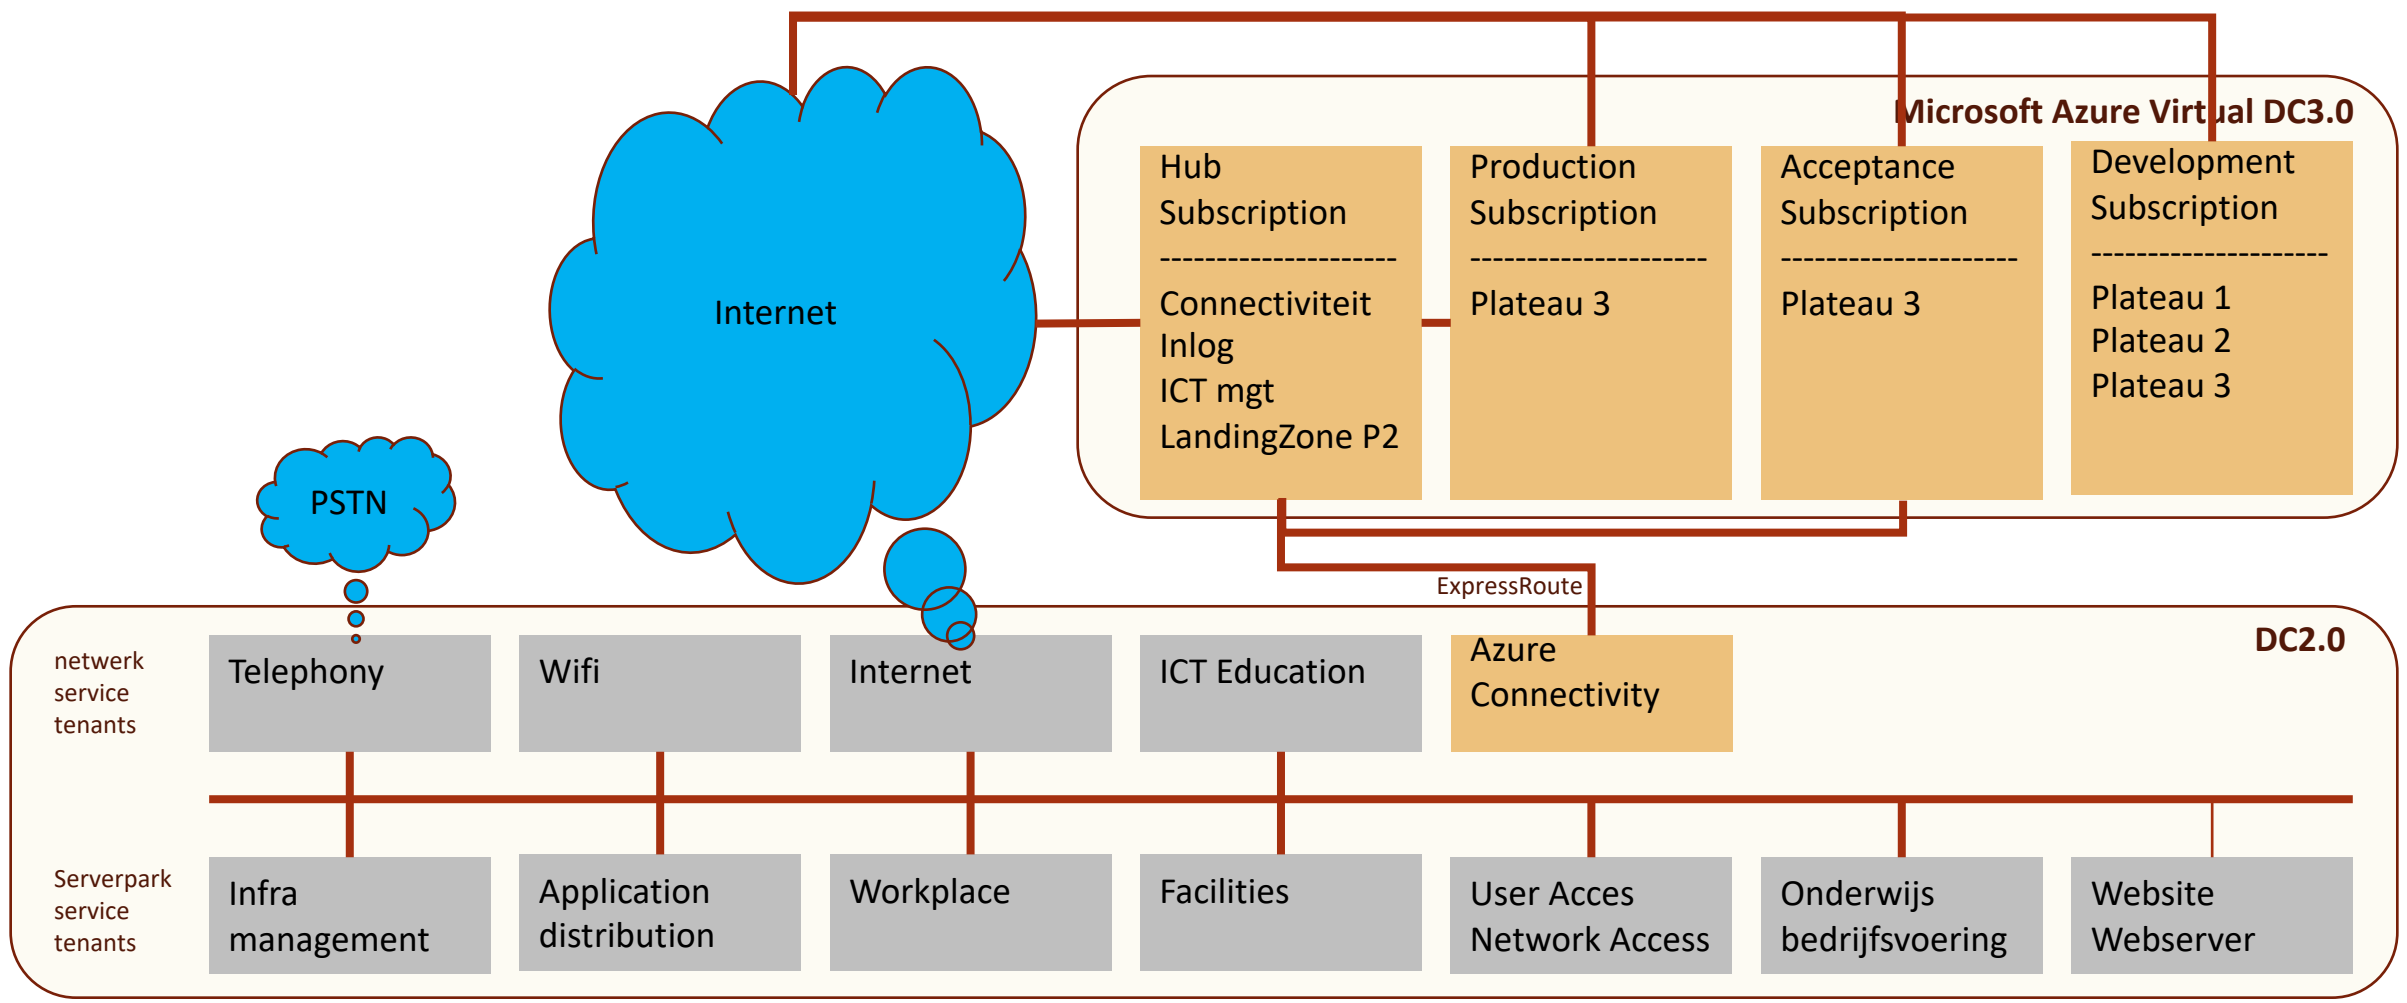 Microsoft Azure Virtual DC3.0
Hub
Subscription
---------------------
Connectiviteit
Inlog
ICT mgt
LandingZone P2
Production
Subscription
---------------------
Plateau 3
Acceptance
Subscription
---------------------
Plateau 3
Development
Subscription
---------------------
Plateau 1
Plateau 2
Plateau 3
Internet
PSTN
ExpressRoute
DC2.0
netwerk
service
tenants
Telephony
Wifi
Internet
ICT Education
Azure
Connectivity
Serverpark
service
tenants
Infra
management
Application
distribution
Workplace
Facilities
User Acces
Network Access
Onderwijs
bedrijfsvoering
Website
Webserver